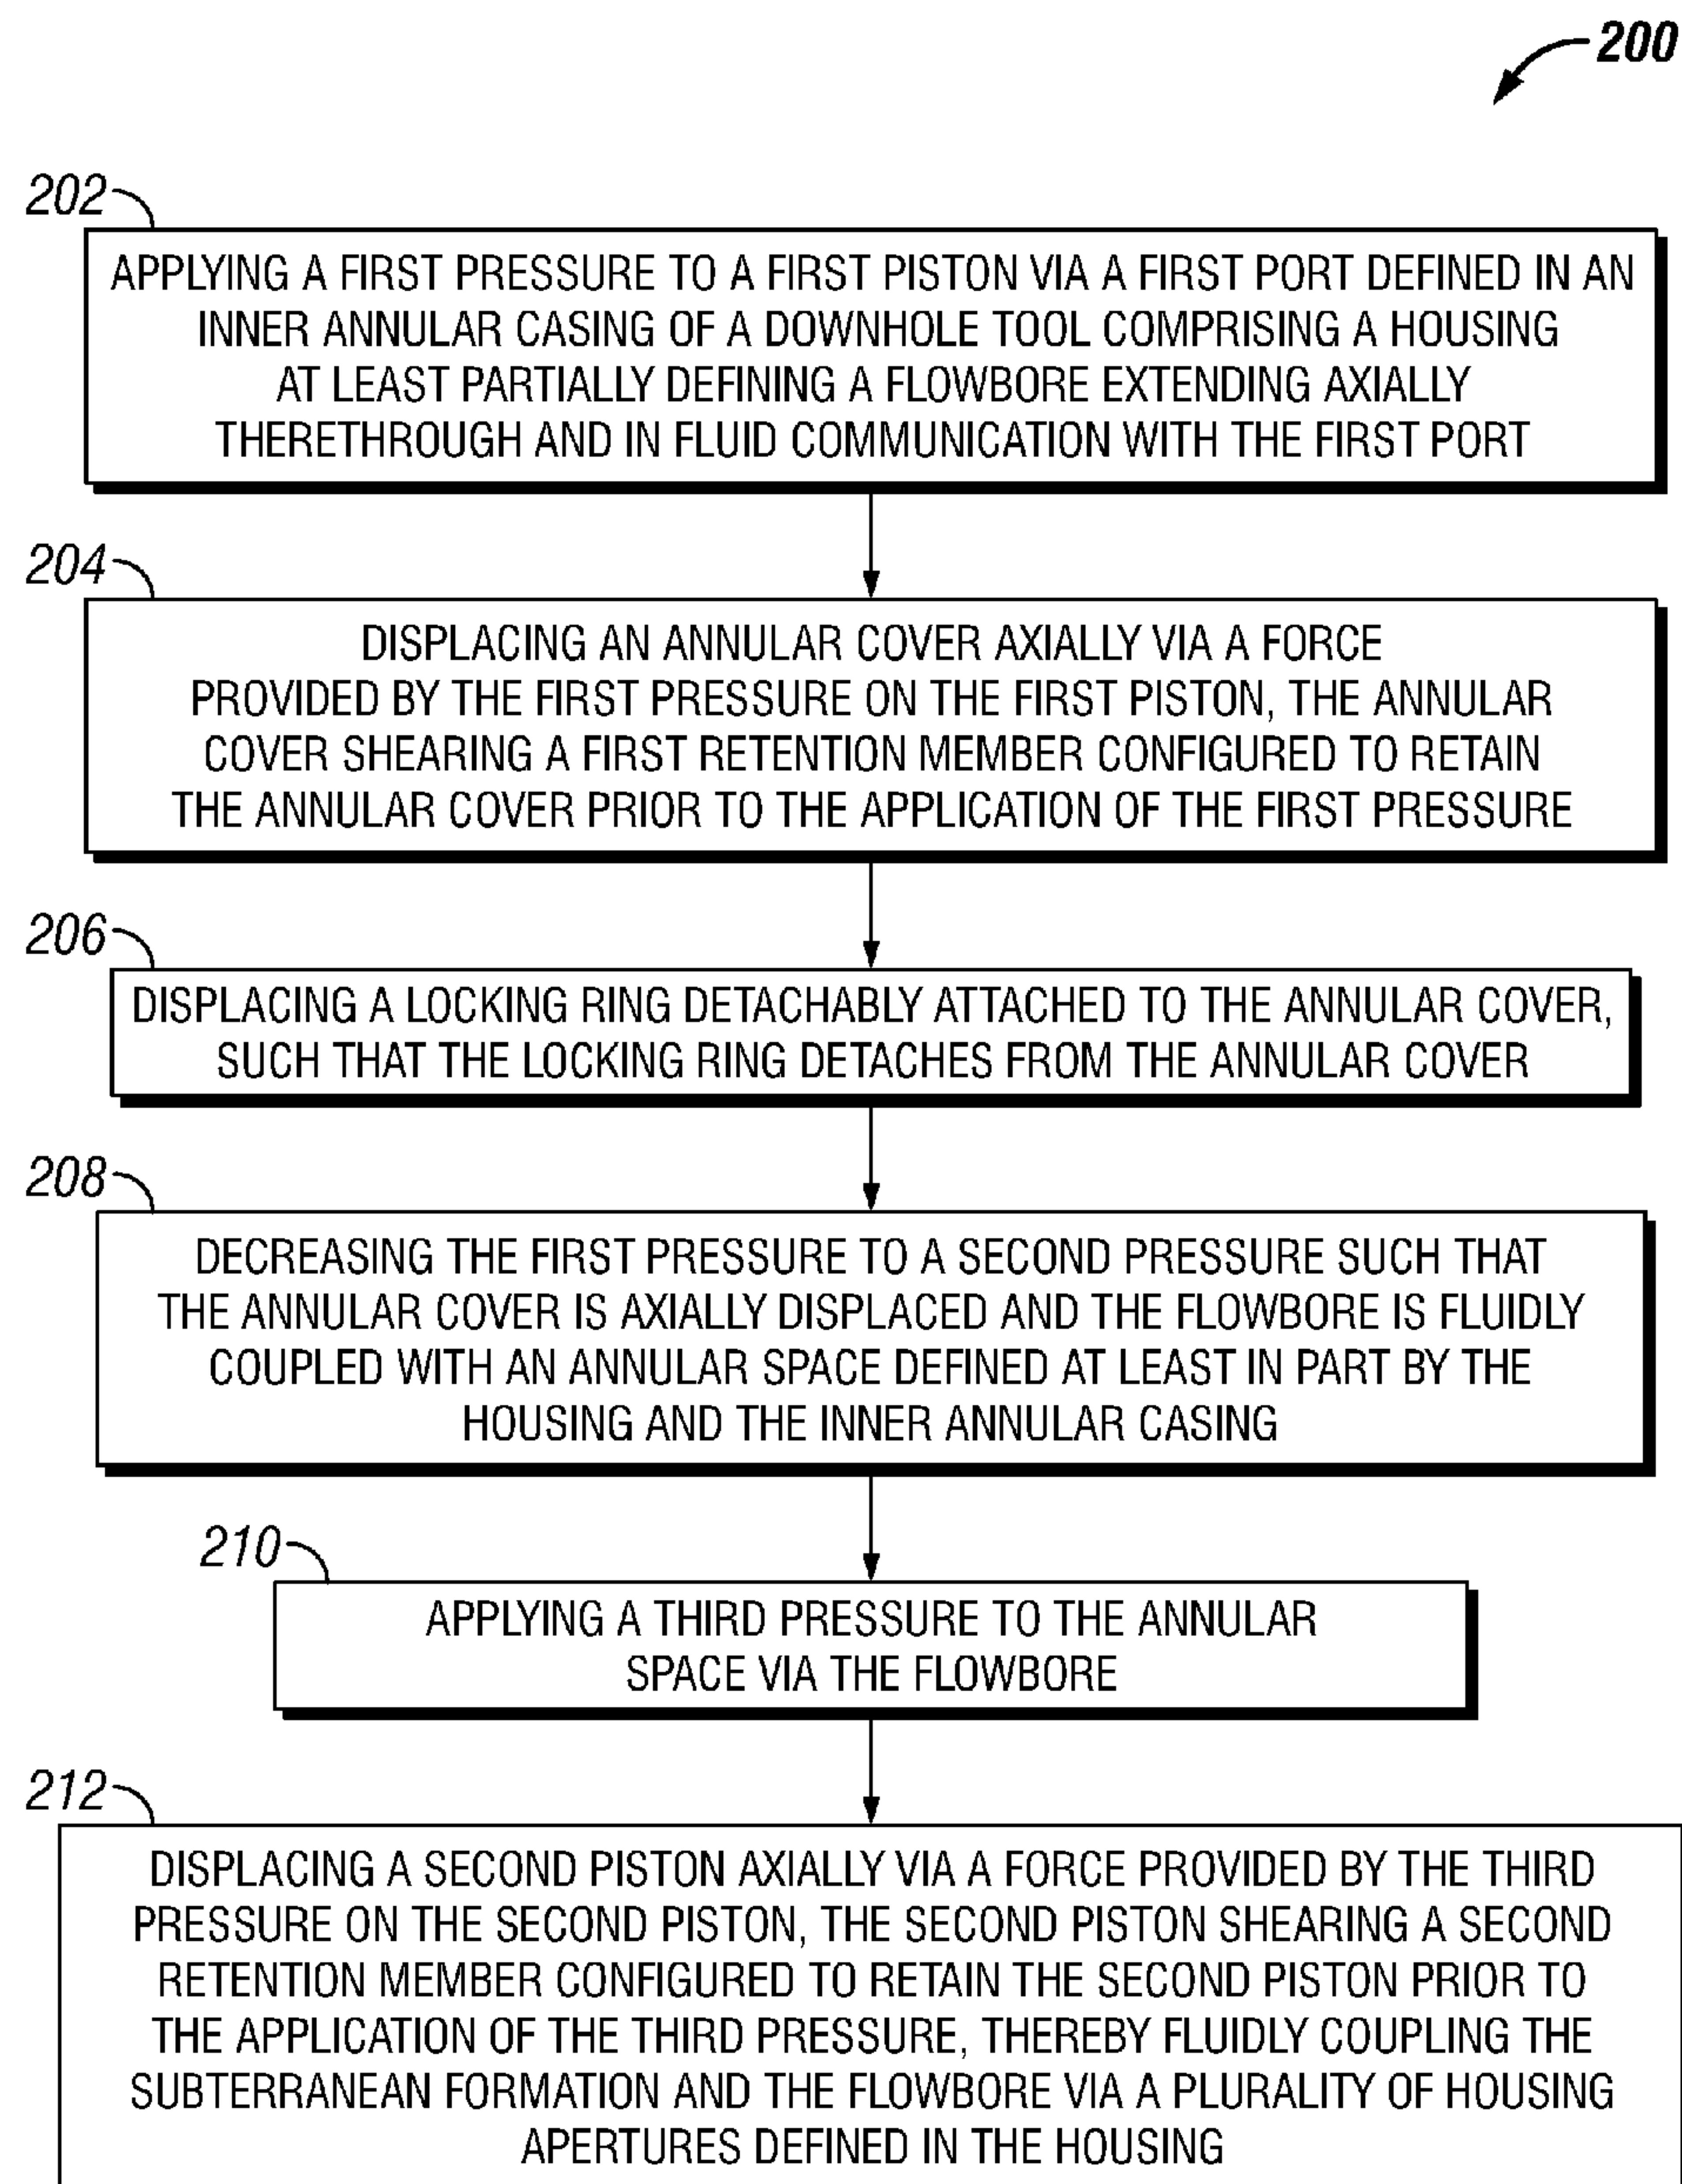 200
202
APPLYING A FIRST PRESSURE TO A FIRST PISTON VIA A FIRST PORT DEFINED IN AN
INNER ANNULAR CASING OF A DOWNHOLE TOOL COMPRISING A HOUSING
AT LEAST PARTIALLY DEFINING A FLOWBORE EXTENDING AXIALLY
THERETHROUGH AND IN FLUID COMMUNICATION WITH THE FIRST PORT
204
DISPLACING AN ANNULAR COVER AXIALLY VIA A FORCE
PROVIDED BY THE FIRST PRESSURE ON THE FIRST PISTON, THE ANNULAR
COVER SHEARING A FIRST RETENTION MEMBER CONFIGURED TO RETAIN
THE ANNULAR COVER PRIOR TO THE APPLICATION OF THE FIRST PRESSURE
206
DISPLACING A LOCKING RING DETACHABLY ATTACHED TO THE ANNULAR COVER,
SUCH THAT THE LOCKING RING DETACHES FROM THE ANNULAR COVER
208
DECREASING THE FIRST PRESSURE TO A SECOND PRESSURE SUCH THAT
THE ANNULAR COVER IS AXIALLY DISPLACED AND THE FLOWBORE IS FLUIDLY
COUPLED WITH AN ANNULAR SPACE DEFINED AT LEAST IN PART BY THE
HOUSING AND THE INNER ANNULAR CASING
210
APPLYING A THIRD PRESSURE TO THE ANNULAR
SPACE VIA THE FLOWBORE
212
DISPLACING A SECOND PISTON AXIALLY VIA A FORCE PROVIDED BY THE THIRD
PRESSURE ON THE SECOND PISTON, THE SECOND PISTON SHEARING A SECOND
RETENTION MEMBER CONFIGURED TO RETAIN THE SECOND PISTON PRIOR TO
THE APPLICATION OF THE THIRD PRESSURE, THEREBY FLUIDLY COUPLING THE
SUBTERRANEAN FORMATION AND THE FLOWBORE VIA A PLURALITY OF HOUSING
APERTURES DEFINED IN THE HOUSING